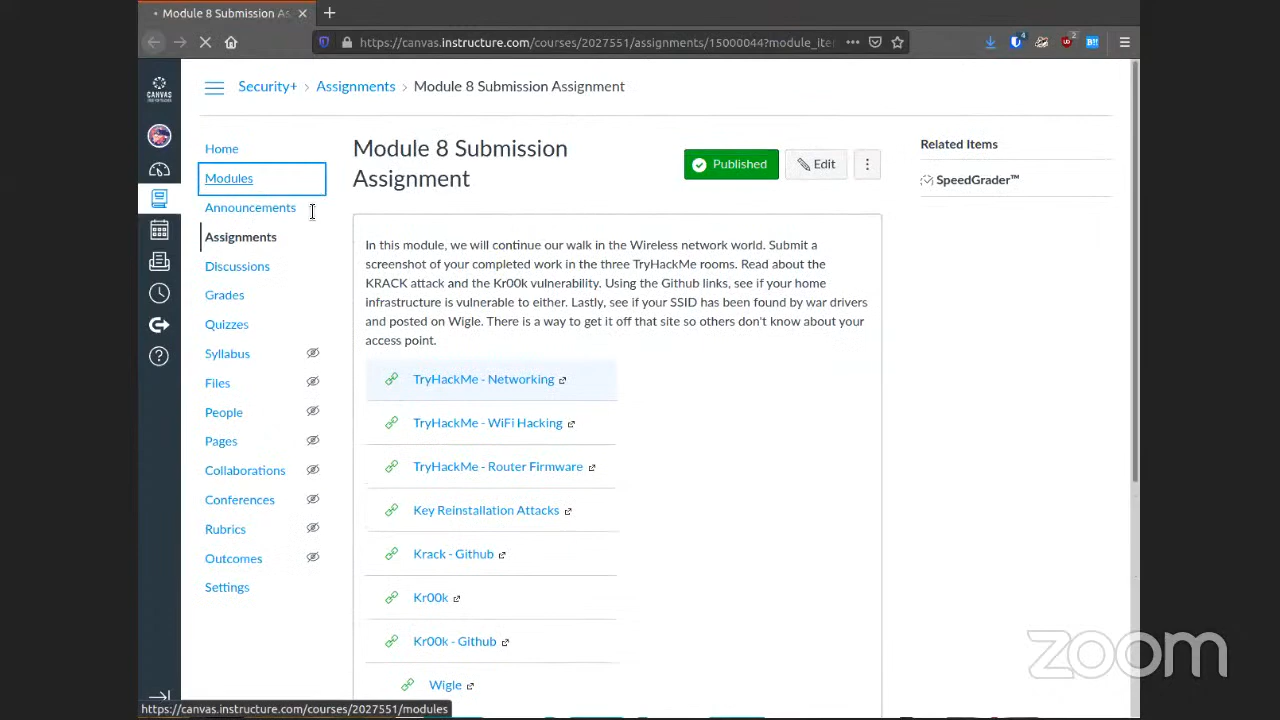 Module 8 Submission As
https://canvas.instructure.com/courses/2027551/assignments/15000044?module_ite
4
2
CANVAS
Security+ › Assignments › Module 8 Submission Assignment
Home
Modules
Announcements
Assignments
Discussions
Grades
Quizzes
Syllabus
Files
People
Pages
Collaborations
Conferences
Rubrics
Outcomes
Settings
Module 8 Submission
Assignment
Published
Edit
In this module, we will continue our walk in the Wireless network world. Submit a
screenshot of your completed work in the three TryHackMe rooms. Read about the
KRACK attack and the Kr00k vulnerability. Using the Github links, see if your home
infrastructure is vulnerable to either. Lastly, see if your SSID has been found by war drivers
and posted on Wigle. There is a way to get it off that site so others don't know about your
access point.
TryHackMe - Networking
TryHackMe - WiFi Hacking
TryHackMe - Router Firmware
Key Reinstallation Attacks
Krack - Github
Kr00k
Kr00k - Github
Wigle
Related Items
SpeedGrader™
https://canvas.instructure.com/courses/2027551/modules
zoom